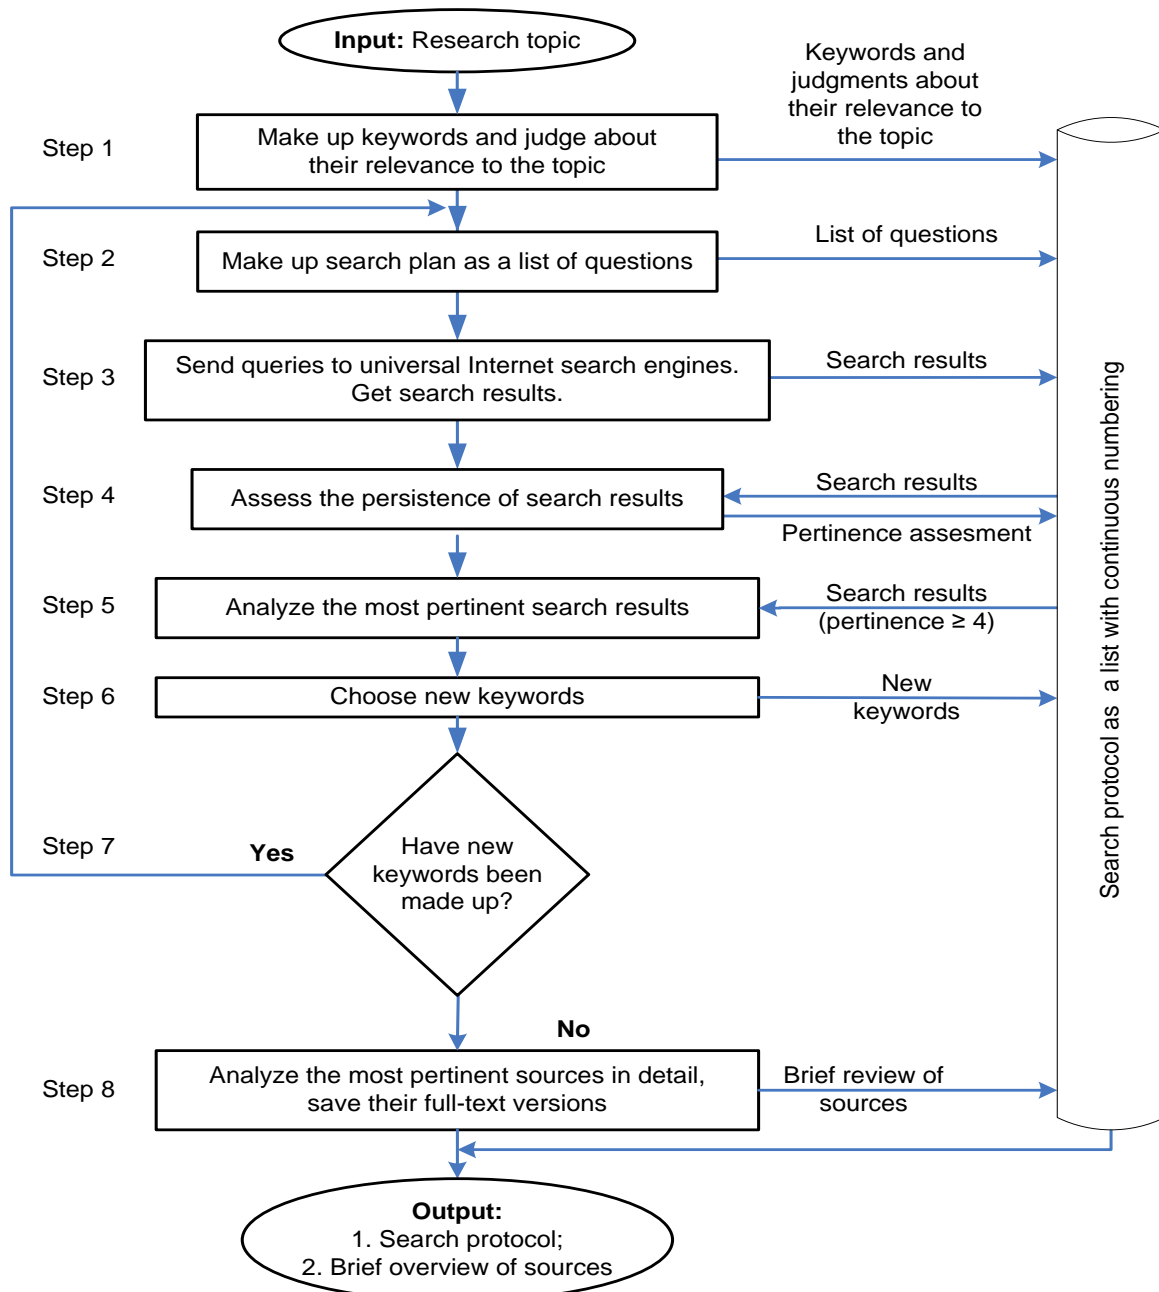 Input: Research topic
Keywords and
judgments about
their relevance to
the topic
Step 1
Make up keywords and judge about
their relevance to the topic
Step 2
Make up search plan as a list of questions
List of questions
Step 3
Send queries to universal Internet search engines.
Get search results.
Search results
Step 4
Assess the persistence of search results
Search results
Pertinence assesment
Step 5
Analyze the most pertinent search results
Search results
(pertinence ≥ 4)
Step 6
Choose new keywords
New
keywords
Step 7
Yes
Have new
keywords been
made up?
No
Step 8
Analyze the most pertinent sources in detail,
save their full-text versions
Brief review of
sources
Search protocol as a list with continuous numbering
Output:
1. Search protocol;
2. Brief overview of sources